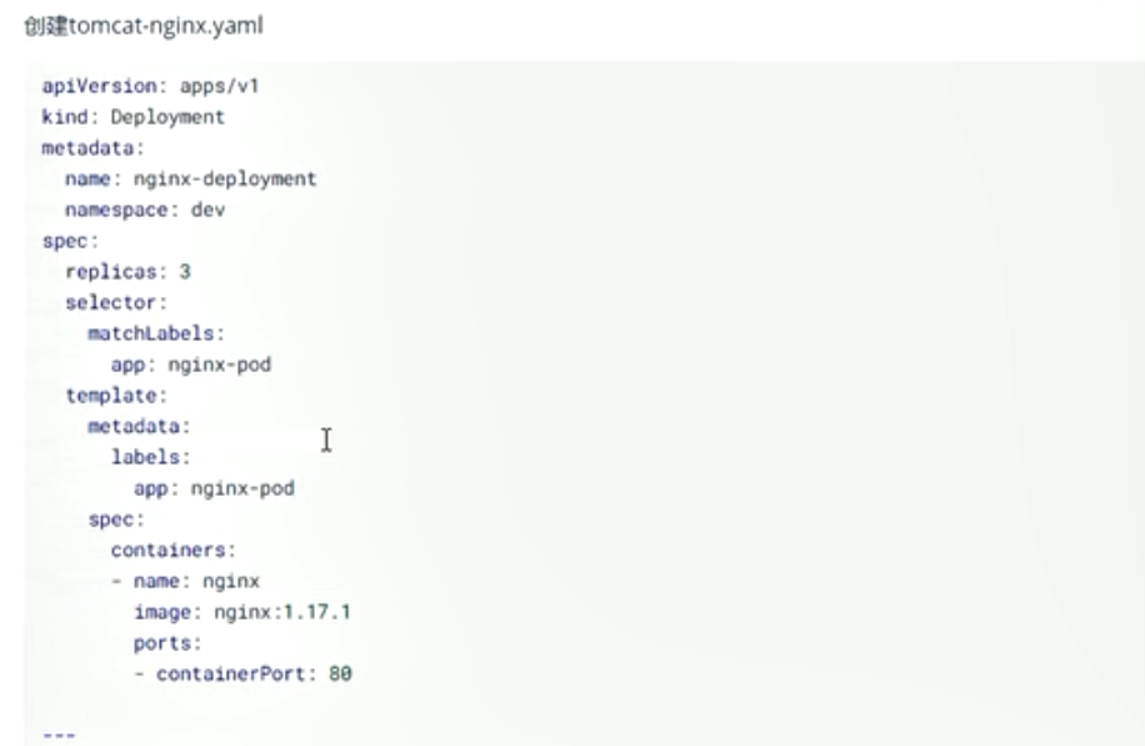 创建tomcat-nginx.yaml
apiVersion: apps/v1
kind: Deployment
metadata:
  name: nginx-deployment
  namespace: dev
spec:
  replicas: 3
  selector:
    matchLabels:
      app: nginx-pod
  template:
    metadata:
      labels:
        app: nginx-pod
    spec:
      containers:
      - name: nginx
        image: nginx:1.17.1
        ports:
        - containerPort: 80
---